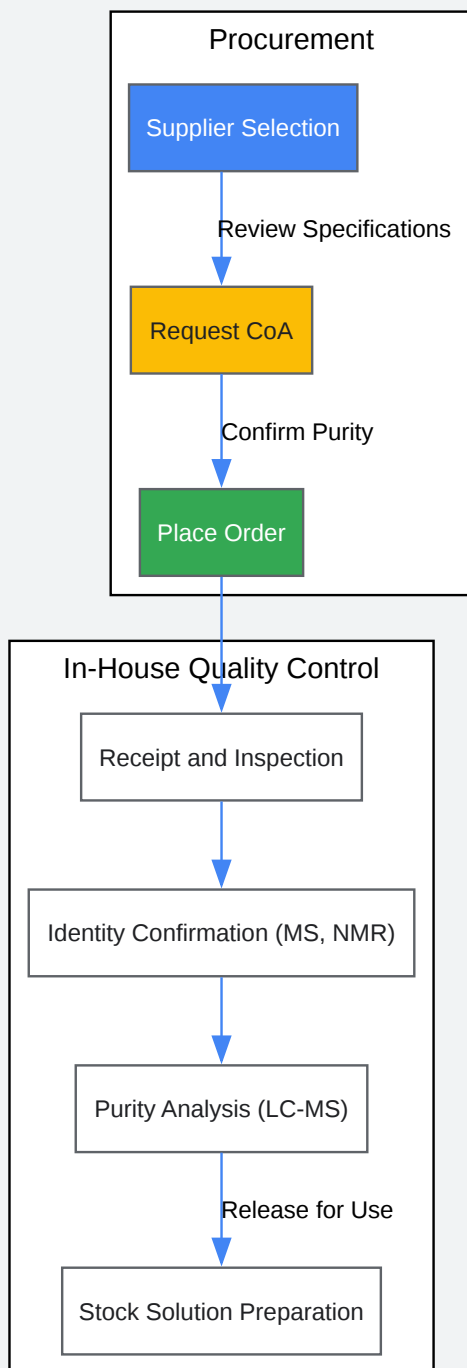 Procurement
Supplier Selection
Review Specifications
Request CoA
Confirm Purity
Place Order
In-House Quality Control
Receipt and Inspection
Identity Confirmation (MS, NMR)
Purity Analysis (LC-MS)
Release for Use
Stock Solution Preparation